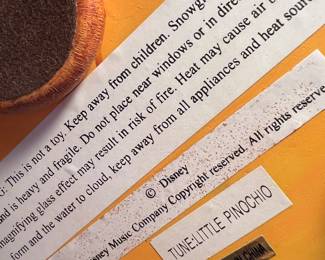 G: This is not a toy. Keep away from children. Snowg
and is heavy and fragile. Do not place near windows or in dire
magnifying glass effect may result in risk of fire. Heat may cause air b
form and the water to cloud, keep away from all appliances and heat sour
© Disney
Disney Music Company Copyright reserved. All rights reserve
TUNE:LITTLE PINOCHIO
CHINA